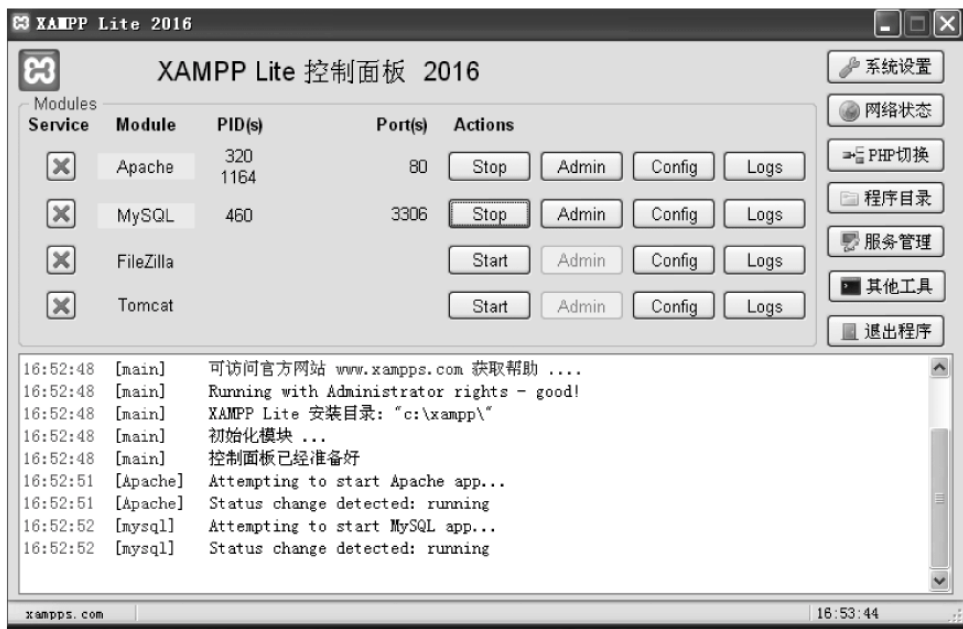 XAMPP Lite 2016
XAMPP Lite 控制面板 2016
Modules
Service Module PID(s) Port(s) Actions
Apache 320 1164 80 Stop Admin Config Logs
MySQL 460 3306 Stop Admin Config Logs
FileZilla Start Admin Config Logs
Tomcat Start Admin Config Logs
系统设置
网络状态
PHP切换
程序目录
服务管理
其他工具
退出程序
16:52:48 [main] 可访问官方网站 www.xampps.com 获取帮助 ....
16:52:48 [main] Running with Administrator rights - good!
16:52:48 [main] XAMPP Lite 安装目录: "c:\xampp\"
16:52:48 [main] 初始化模块 ...
16:52:48 [main] 控制面板已经准备好
16:52:51 [Apache] Attempting to start Apache app...
16:52:51 [Apache] Status change detected: running
16:52:52 [mysql] Attempting to start MySQL app...
16:52:52 [mysql] Status change detected: running
xampps.com 16:53:44